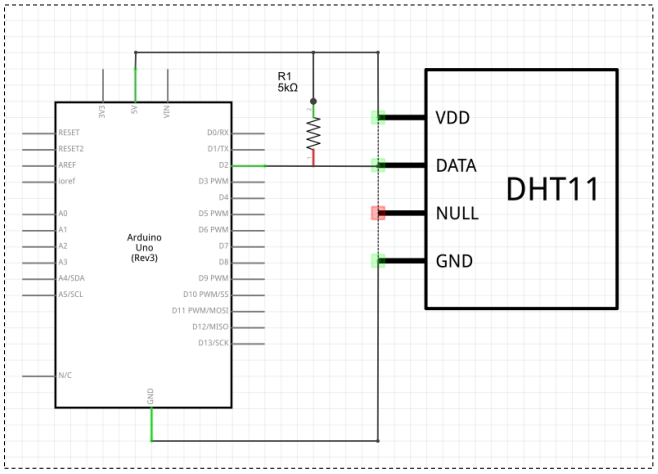 R1
5kΩ
3V3
5V
VIN
RESET
RESET2
AREF
ioref
A0
A1
A2
A3
A4/SDA
A5/SCL
N/C
Arduino
Uno
(Rev3)
D0/RX
D1/TX
D2
D3 PWM
D4
D5 PWM
D6 PWM
D7
D8
D9 PWM
D10 PWM/SS
D11 PWM/MOSI
D12/MISO
D13/SCK
GND
VDD
DATA
NULL
GND
DHT11